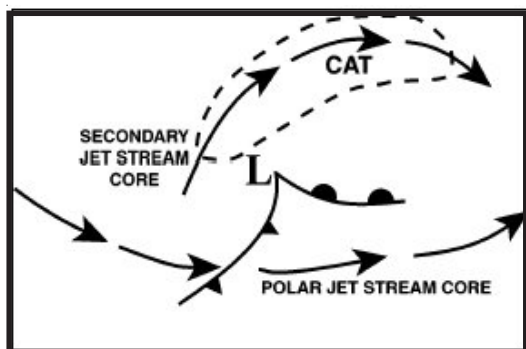 CAT
SECONDARY
JET STREAM
CORE
L
POLAR JET STREAM CORE